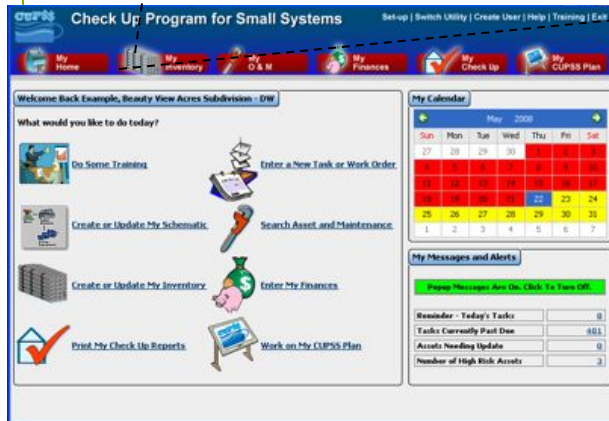 CUPSS Check Up Program for Small Systems
Set-up | Switch Utility | Create User | Help | Training | Exit
My Home
My Inventory
My O & M
My Finances
My Check Up
My CUPSS Plan
Welcome Back Example, Beauty View Acres Subdivision - DW
What would you like to do today?
Do Some Training
Enter a New Task or Work Order
Create or Update My Schematic
Search Asset and Maintenance
Create or Update My Inventory
Enter My Finances
Print My Check Up Reports
Work on My CUPSS Plan
My Calendar
May 2008
Sun Mon Tue Wed Thu Fri Sat
27 28 29 30 1 2 3
4 5 6 7 8 9 10
11 12 13 14 15 16 17
18 19 20 21 22 23 24
25 26 27 28 29 30 31
1 2 3 4 5 6 7
My Messages and Alerts
Popup Messages Are On. Click To Turn Off.
Reminder - Today's Tasks 0
Tasks Currently Past Due 481
Assets Needing Update 0
Number of High Risk Assets 3